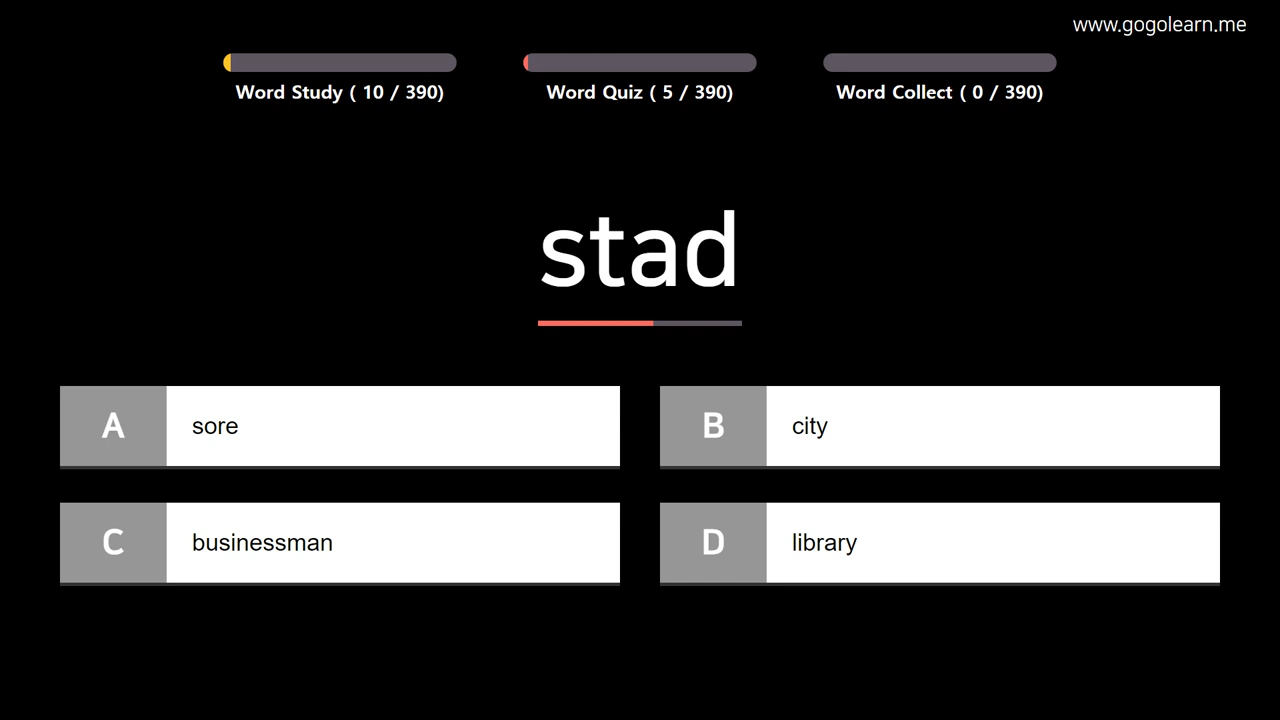 www.gogolearn.me
Word Study ( 10 / 390)
Word Quiz ( 5 / 390)
Word Collect ( 0 / 390)
stad
A sore
B city
C businessman
D library